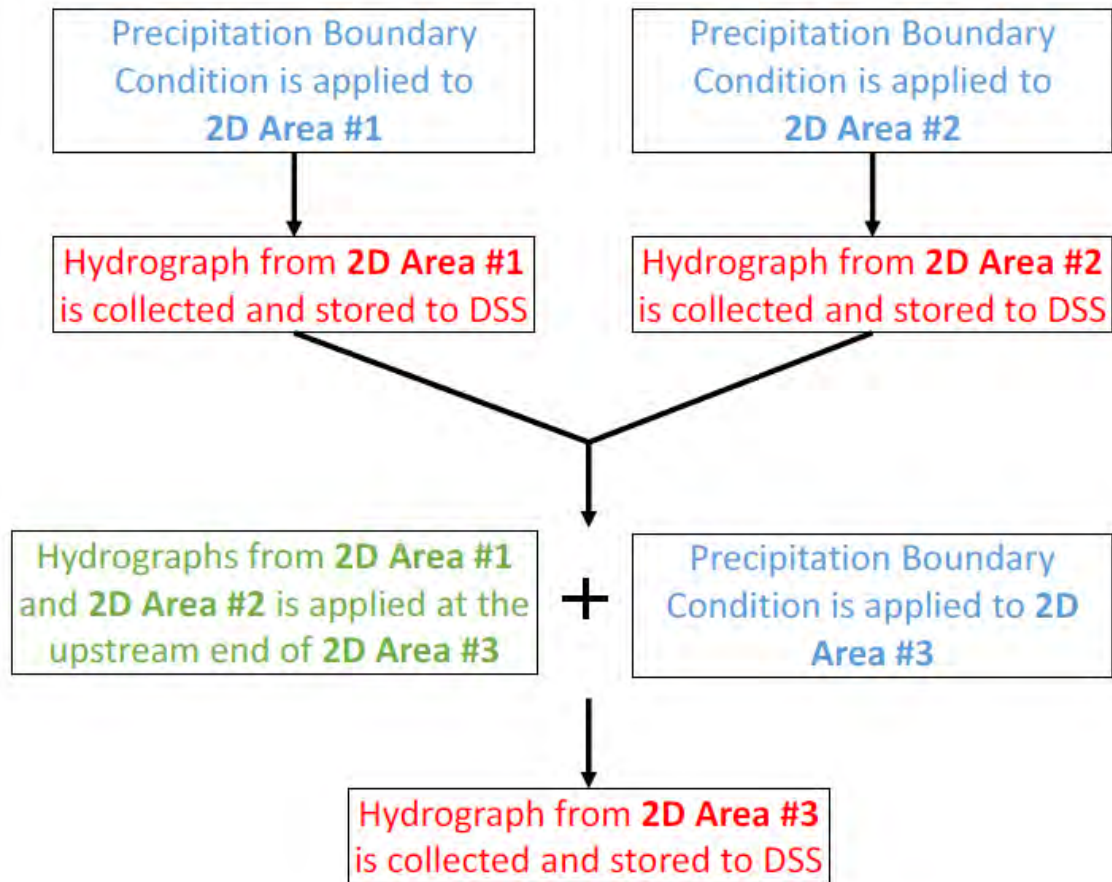 Precipitation Boundary
Condition is applied to
2D Area #1
Precipitation Boundary
Condition is applied to
2D Area #2
Hydrograph from 2D Area #1
is collected and stored to DSS
Hydrograph from 2D Area #2
is collected and stored to DSS
Hydrographs from 2D Area #1
and 2D Area #2 is applied at the
upstream end of 2D Area #3
+
Precipitation Boundary
Condition is applied to 2D
Area #3
Hydrograph from 2D Area #3
is collected and stored to DSS